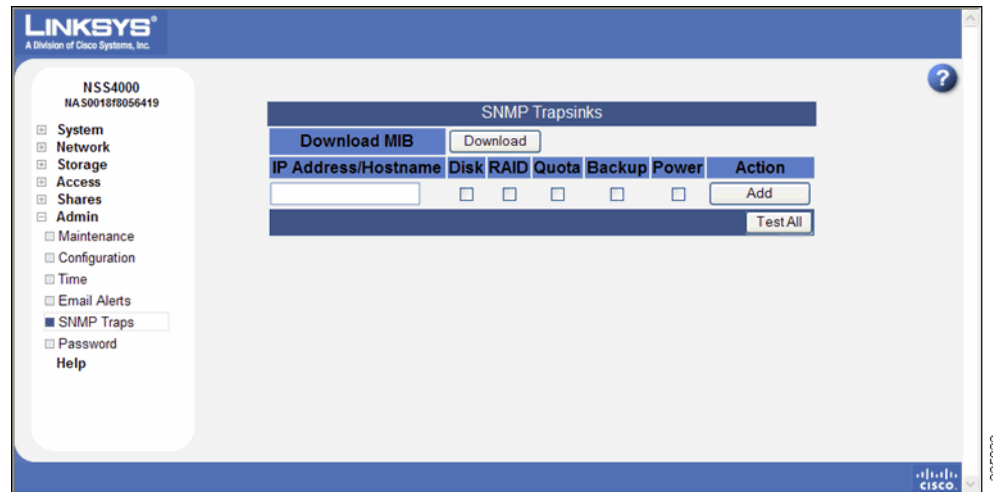 LINKSYS®
A Division of Cisco Systems, Inc.
NSS4000
NAS0018f8056419
System
Network
Storage
Access
Shares
Admin
Maintenance
Configuration
Time
Email Alerts
SNMP Traps
Password
Help
?
SNMP Trapsinks
Download MIB Download
IP Address/Hostname Disk RAID Quota Backup Power Action
Add
Test All
CISCO.